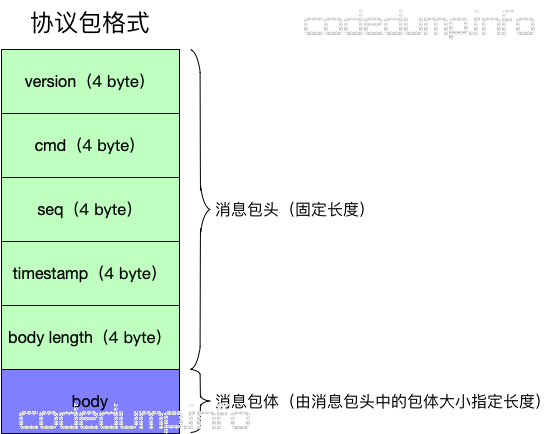 协议包格式
codedump.info
version（4 byte）
cmd（4 byte）
seq（4 byte）
消息包头（固定长度）
timestamp（4 byte）
body length（4 byte）
body
消息包体（由消息包头中的包体大小指定长度）
codedump.info